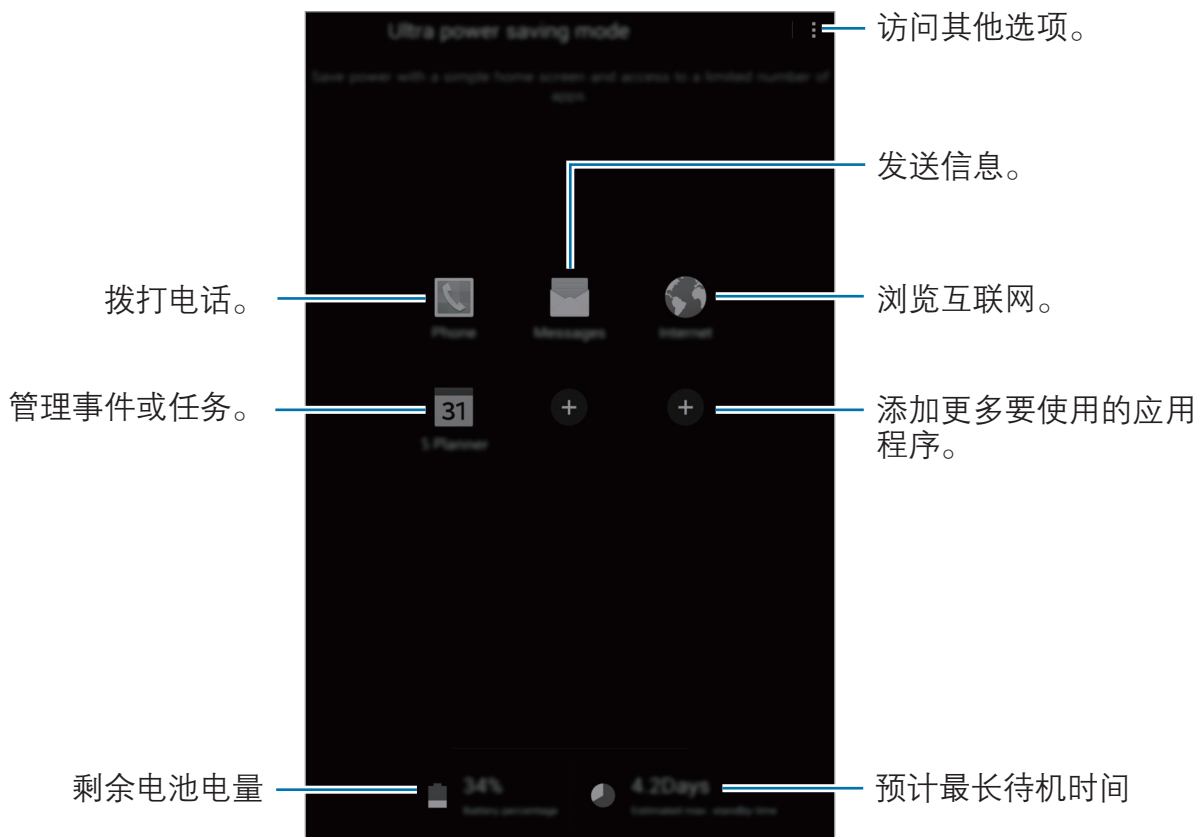 Ultra power saving mode
访问其他选项。
Save power with a simple home screen and access to a limited number of
apps
发送信息。
拨打电话。
浏览互联网。
Phone
Messages
Internet
管理事件或任务。
31
添加更多要使用的应用
程序。
S Planner
剩余电池电量
34%
Battery percentage
4.2Days
Estimated max. standby time
预计最长待机时间